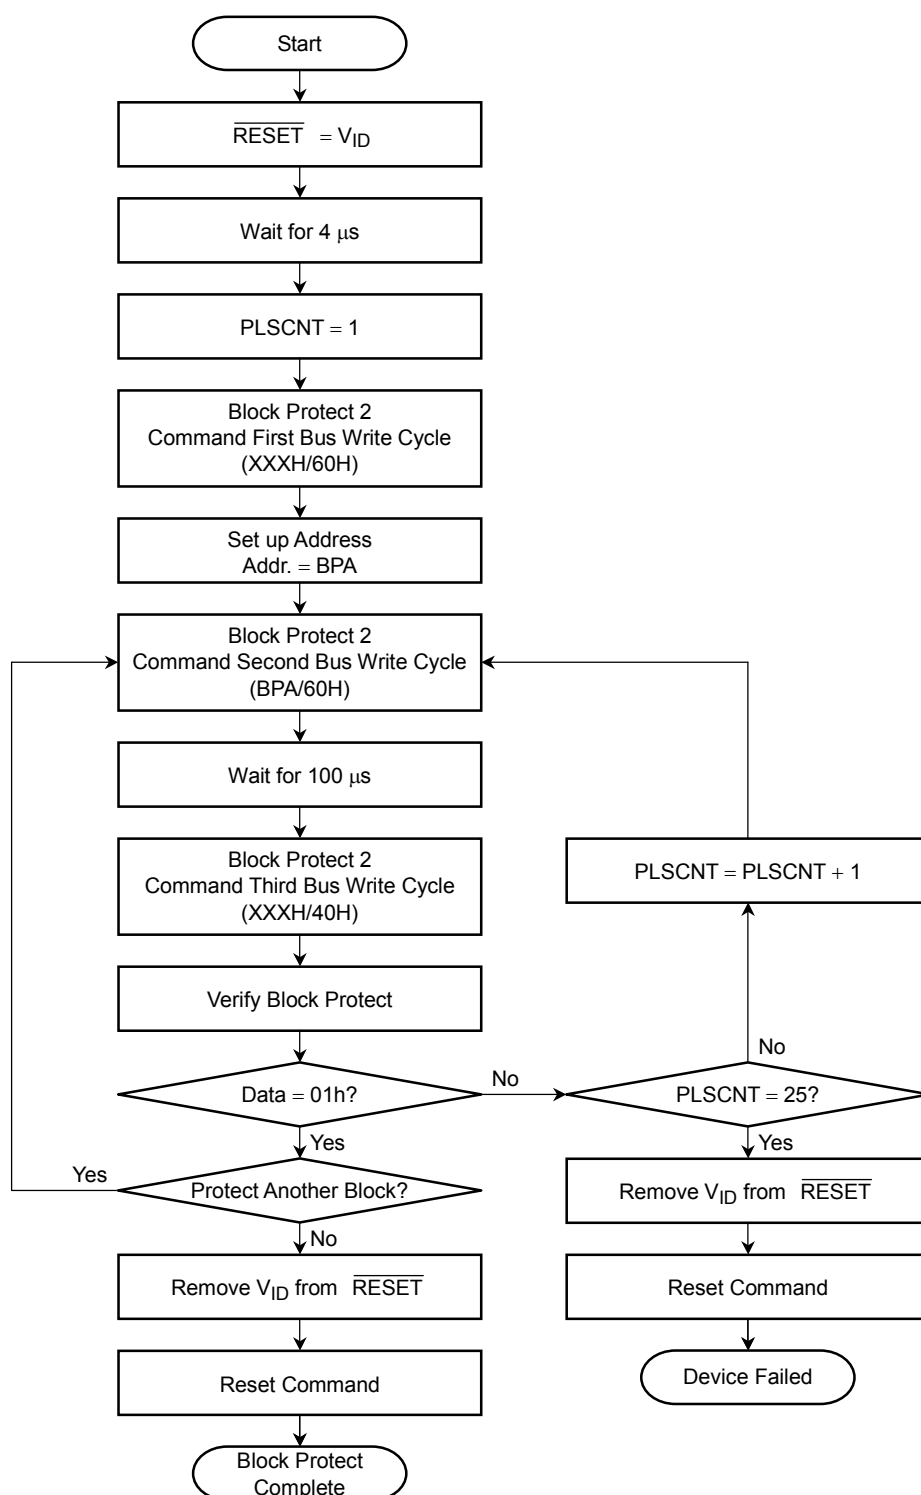 Start
RESET = VID
Wait for 4 μs
PLSCNT = 1
Block Protect 2
Command First Bus Write Cycle
(XXXH/60H)
Set up Address
Addr. = BPA
Block Protect 2
Command Second Bus Write Cycle
(BPA/60H)
Wait for 100 μs
Block Protect 2
Command Third Bus Write Cycle
(XXXH/40H)
PLSCNT = PLSCNT + 1
Verify Block Protect
No
Data = 01h?
No
PLSCNT = 25?
Yes
Yes
Yes
Protect Another Block?
Remove VID from RESET
No
Remove VID from RESET
Reset Command
Reset Command
Device Failed
Block Protect
Complete